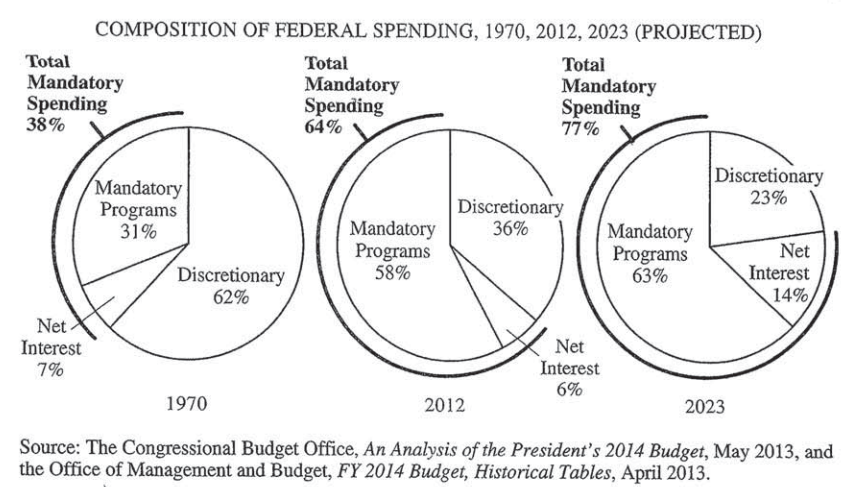 COMPOSITION OF FEDERAL SPENDING, 1970, 2012, 2023 (PROJECTED)
Total
Mandatory
Spending
38%
Mandatory
Programs
31%
Discretionary
62%
Net
Interest
7%
1970
Total
Mandatory
Spending
64%
Mandatory
Programs
58%
Discretionary
36%
Net
Interest
6%
2012
Total
Mandatory
Spending
77%
Mandatory
Programs
63%
Discretionary
23%
Net
Interest
14%
2023
Source: The Congressional Budget Office, An Analysis of the President's 2014 Budget, May 2013, and
the Office of Management and Budget, FY 2014 Budget, Historical Tables, April 2013.